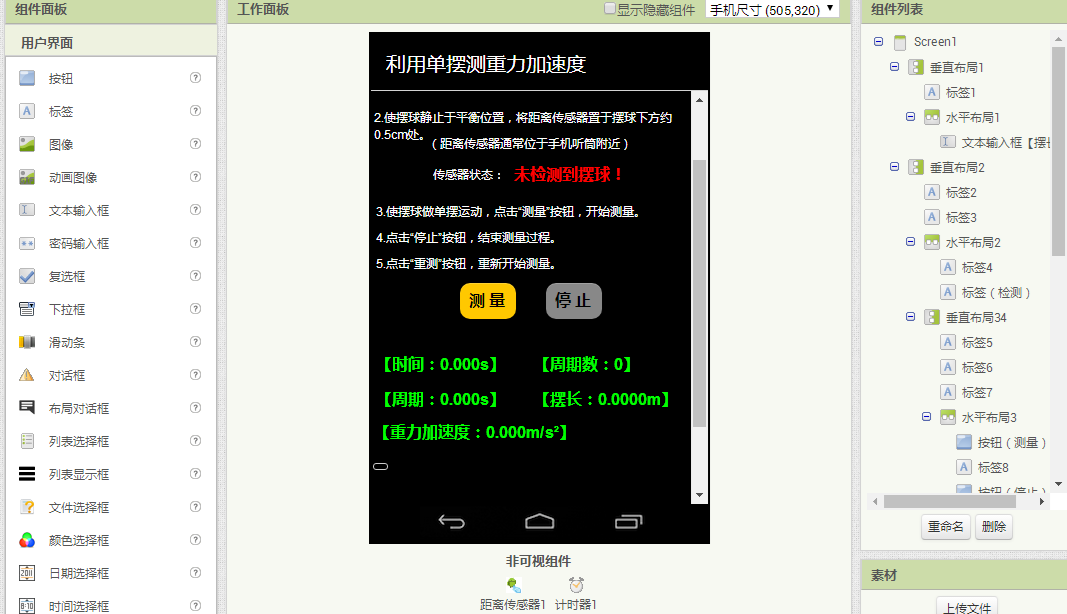 组件面板
用户界面
按钮
标签
图像
动画图像
文本输入框
密码输入框
复选框
下拉框
滑动条
对话框
布局对话框
列表选择框
列表显示框
文件选择框
颜色选择框
日期选择框
时间选择框
工作面板
显示隐藏组件
手机尺寸 (505,320)
利用单摆测重力加速度
2.使摆球静止于平衡位置，将距离传感器置于摆球下方约
0.5cm处。
（距离传感器通常位于手机听筒附近）
传感器状态： 未检测到摆球！
3.使摆球做单摆运动，点击“测量”按钮，开始测量。
4.点击“停止”按钮，结束测量过程。
5.点击“重测”按钮，重新开始测量。
测 量 停 止
【时间：0.000s】 【周期数：0】
【周期：0.000s】 【摆长：0.0000m】
【重力加速度：0.000m/s²】
非可视组件
距离传感器1 计时器1
组件列表
Screen1
垂直布局1
标签1
水平布局1
文本输入框【摆长
垂直布局2
标签2
标签3
水平布局2
标签4
标签（检测）
垂直布局34
标签5
标签6
标签7
水平布局3
按钮（测量）
标签8
按钮（停止）
重命名 删除
素材
上传文件